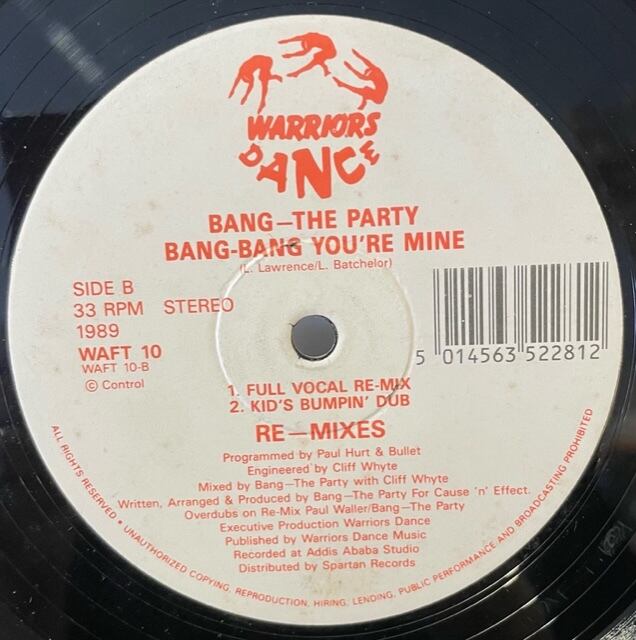 WARRIORS
DANCE
BANG—THE PARTY
BANG-BANG YOU'RE MINE
(L. Lawrence/L. Batchelor)
SIDE B
33 RPM STEREO
1989
WAFT 10
WAFT 10-B
© Control
5 014563 522812
1. FULL VOCAL RE-MIX
2. KID'S BUMPIN' DUB
RE—MIXES
Programmed by Paul Hurt & Bullet
Engineered by Cliff Whyte
Mixed by Bang—The Party with Cliff Whyte
Written, Arranged & Produced by Bang—The Party For Cause 'n' Effect.
Overdubs on Re-Mix Paul Waller/Bang—The Party
Executive Production Warriors Dance
Published by Warriors Dance Music
Recorded at Addis Ababa Studio
Distributed by Spartan Records
ALL RIGHTS RESERVED • UNAUTHORIZED COPYING, REPRODUCTION, HIRING, LENDING, PUBLIC PERFORMANCE AND BROADCASTING PROHIBITED